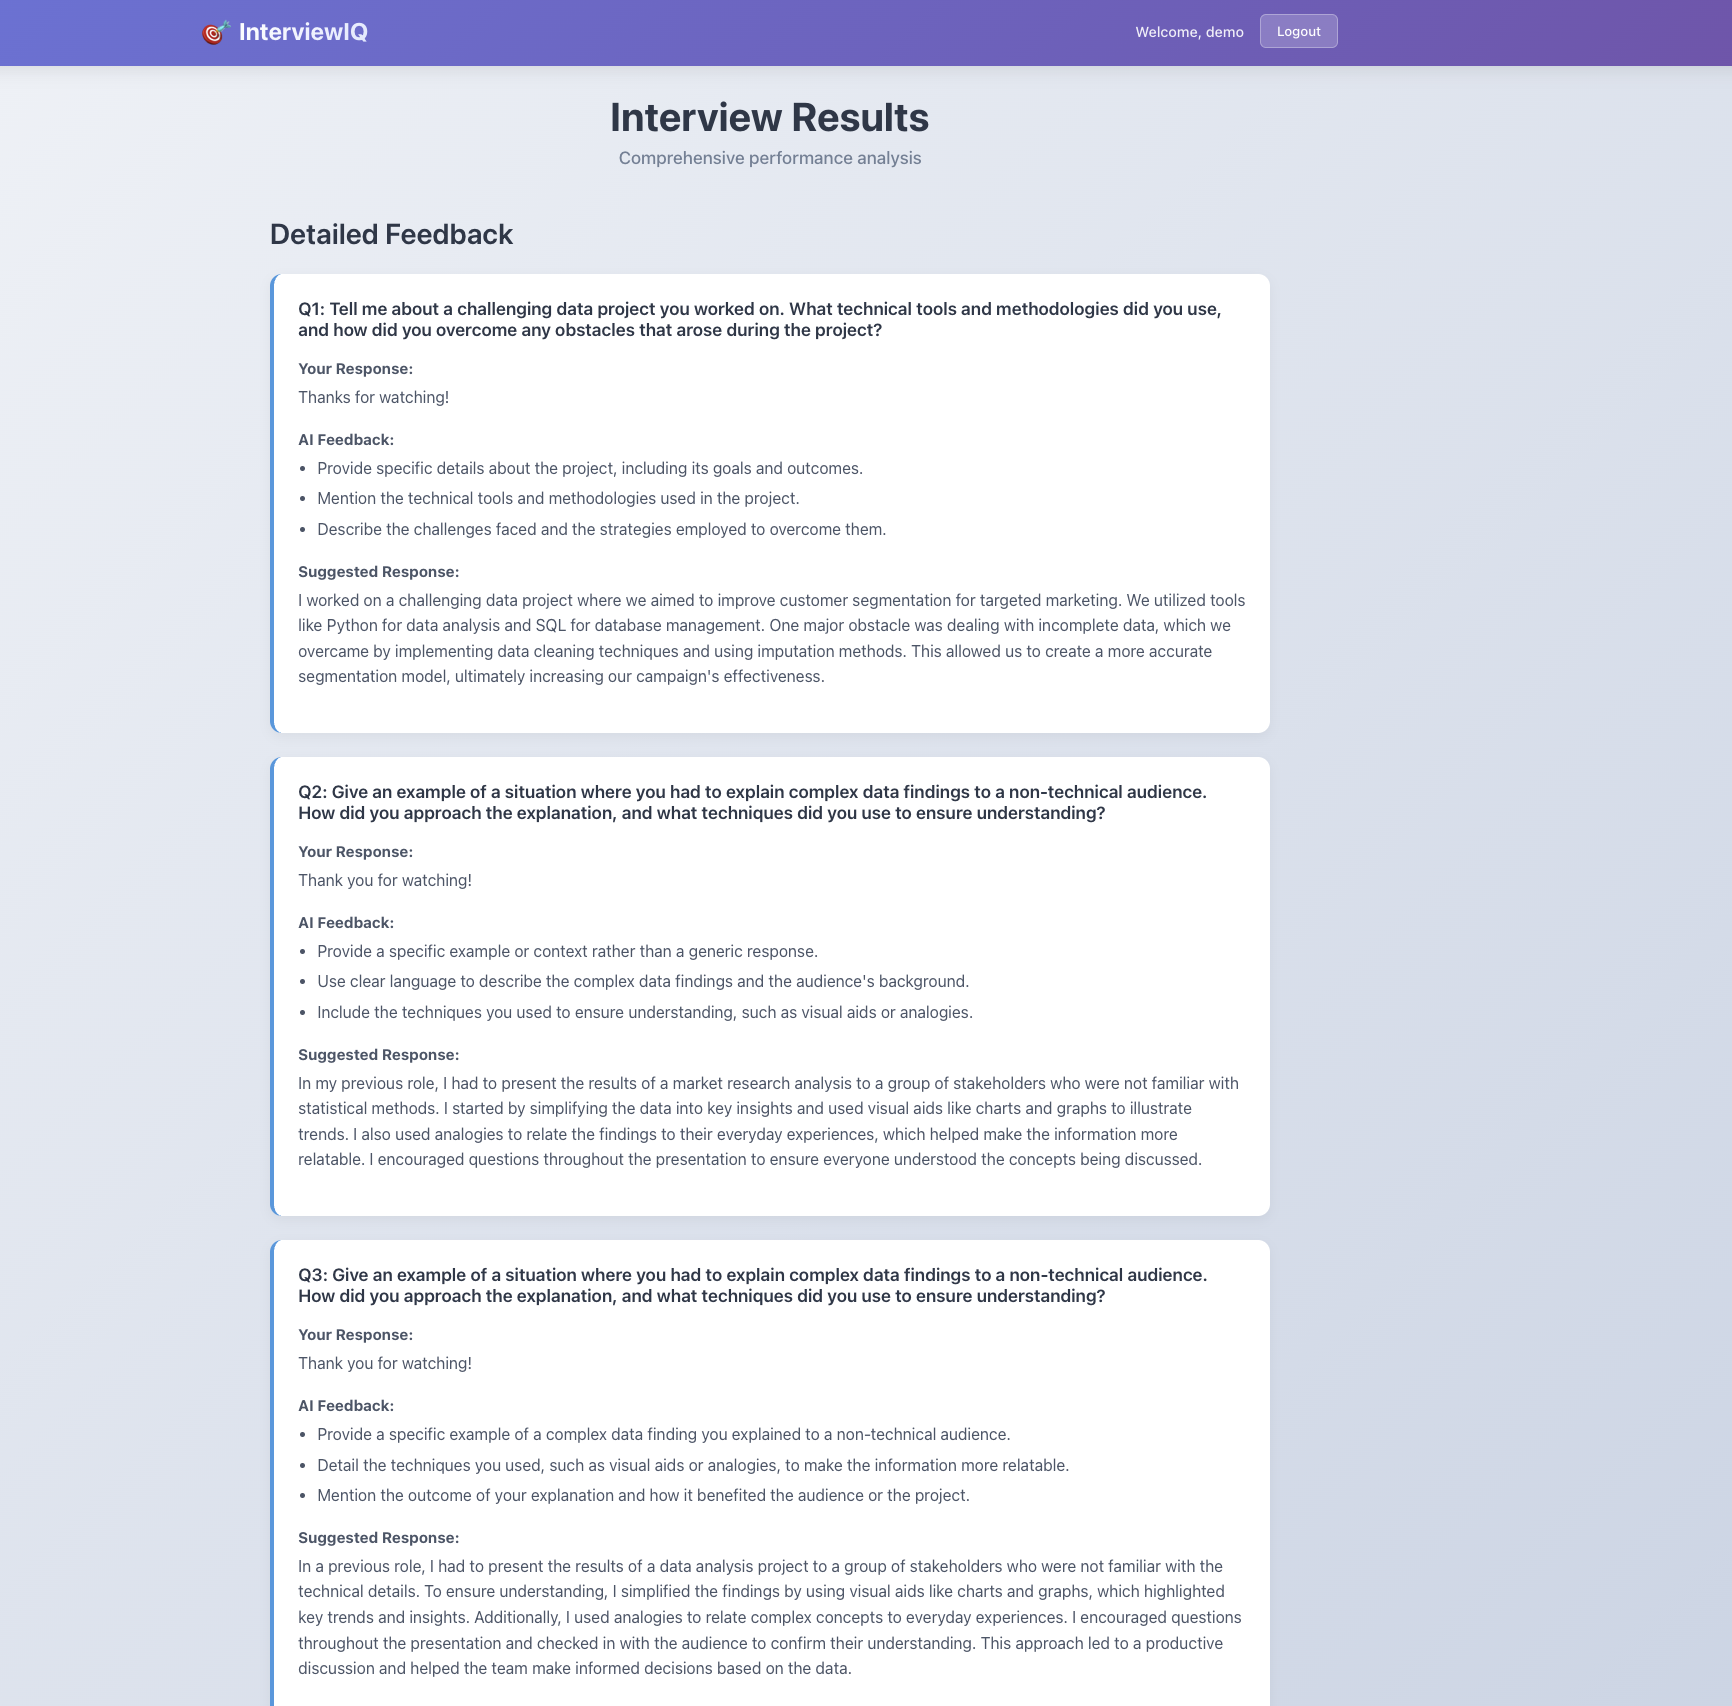 InterviewIQ
Welcome, demo
Logout
Interview Results
Comprehensive performance analysis
Detailed Feedback
Q1: Tell me about a challenging data project you worked on. What technical tools and methodologies did you use,
and how did you overcome any obstacles that arose during the project?
Your Response:
Thanks for watching!
AI Feedback:
• Provide specific details about the project, including its goals and outcomes.
• Mention the technical tools and methodologies used in the project.
• Describe the challenges faced and the strategies employed to overcome them.
Suggested Response:
I worked on a challenging data project where we aimed to improve customer segmentation for targeted marketing. We utilized tools
like Python for data analysis and SQL for database management. One major obstacle was dealing with incomplete data, which we
overcame by implementing data cleaning techniques and using imputation methods. This allowed us to create a more accurate
segmentation model, ultimately increasing our campaign's effectiveness.
Q2: Give an example of a situation where you had to explain complex data findings to a non-technical audience.
How did you approach the explanation, and what techniques did you use to ensure understanding?
Your Response:
Thank you for watching!
AI Feedback:
• Provide a specific example or context rather than a generic response.
• Use clear language to describe the complex data findings and the audience's background.
• Include the techniques you used to ensure understanding, such as visual aids or analogies.
Suggested Response:
In my previous role, I had to present the results of a market research analysis to a group of stakeholders who were not familiar with
statistical methods. I started by simplifying the data into key insights and used visual aids like charts and graphs to illustrate
trends. I also used analogies to relate the findings to their everyday experiences, which helped make the information more
relatable. I encouraged questions throughout the presentation to ensure everyone understood the concepts being discussed.
Q3: Give an example of a situation where you had to explain complex data findings to a non-technical audience.
How did you approach the explanation, and what techniques did you use to ensure understanding?
Your Response:
Thank you for watching!
AI Feedback:
• Provide a specific example of a complex data finding you explained to a non-technical audience.
• Detail the techniques you used, such as visual aids or analogies, to make the information more relatable.
• Mention the outcome of your explanation and how it benefited the audience or the project.
Suggested Response:
In a previous role, I had to present the results of a data analysis project to a group of stakeholders who were not familiar with the
technical details. To ensure understanding, I simplified the findings by using visual aids like charts and graphs, which highlighted
key trends and insights. Additionally, I used analogies to relate complex concepts to everyday experiences. I encouraged questions
throughout the presentation and checked in with the audience to confirm their understanding. This approach led to a productive
discussion and helped the team make informed decisions based on the data.